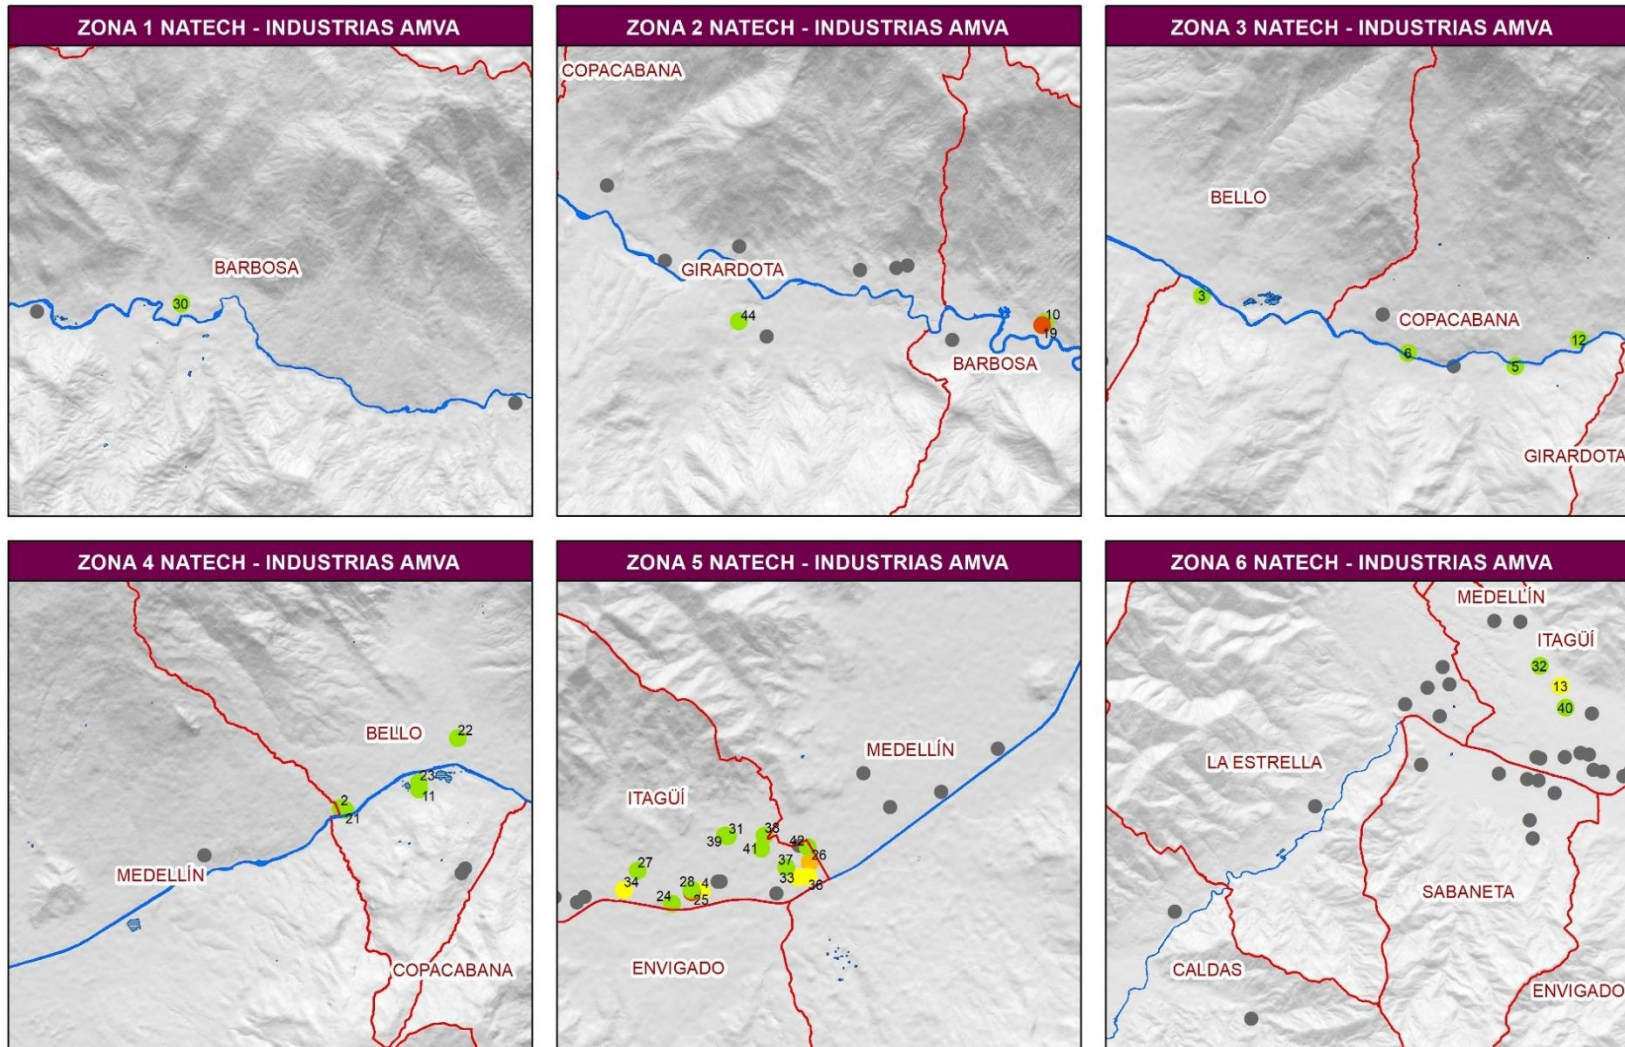 ZONA 1 NATECH - INDUSTRIAS AMVA
BARBOSA
30
ZONA 2 NATECH - INDUSTRIAS AMVA
COPACABANA
GIRARDOTA
44
10
19
BARBOSA
ZONA 3 NATECH - INDUSTRIAS AMVA
BELLO
3
COPACABANA
12
6
5
GIRARDOTA
ZONA 4 NATECH - INDUSTRIAS AMVA
BELLO
22
23
11
2
21
MEDELLÍN
COPACABANA
ZONA 5 NATECH - INDUSTRIAS AMVA
MEDELLÍN
ITAGÜÍ
31
38
39
41
42
26
27
37
33
36
34
28
4
24
25
ENVIGADO
ZONA 6 NATECH - INDUSTRIAS AMVA
MEDELLÍN
ITAGÜÍ
32
13
40
LA ESTRELLA
SABANETA
CALDAS
ENVIGADO